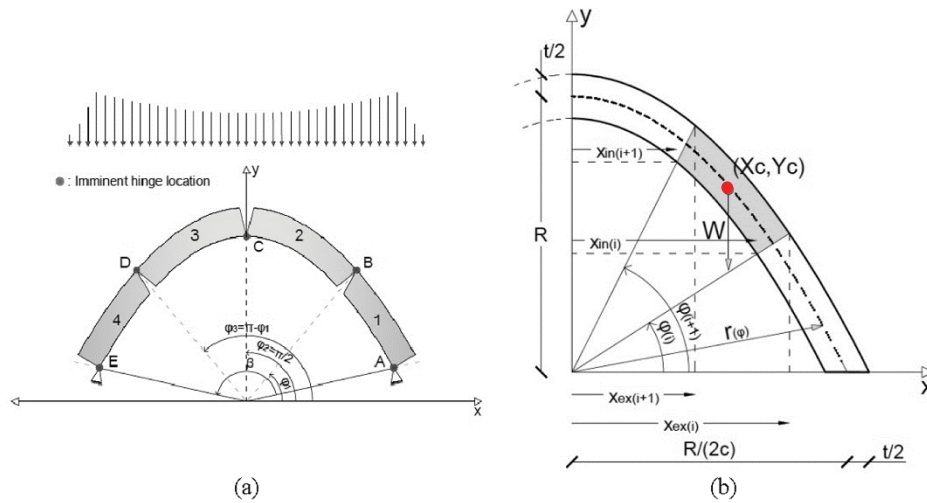 y
● : Imminent hinge location
3
2
C
D
B
4
1
φ3=π-φ1
φ2=π/2
β
φ1
E
A
x
(a)
y
t/2
Xin(i+1)
(Xc,Yc)
W
R
Xin(i)
φ(i+1)
φ(i)
r(φ)
x
Xex(i+1)
Xex(i)
R/(2c)
t/2
(b)